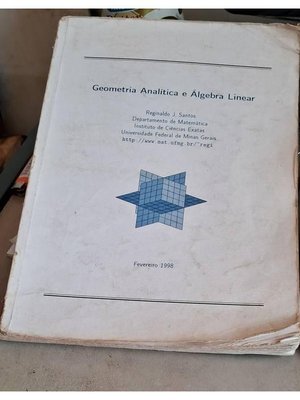 Geometria Analítica e Álgebra Linear
Reginaldo J. Santos
Departamento de Matemática
Instituto de Ciências Exatas
Universidade Federal de Minas Gerais
http://www.mat.ufmg.br/~regi
Fevereiro 1998